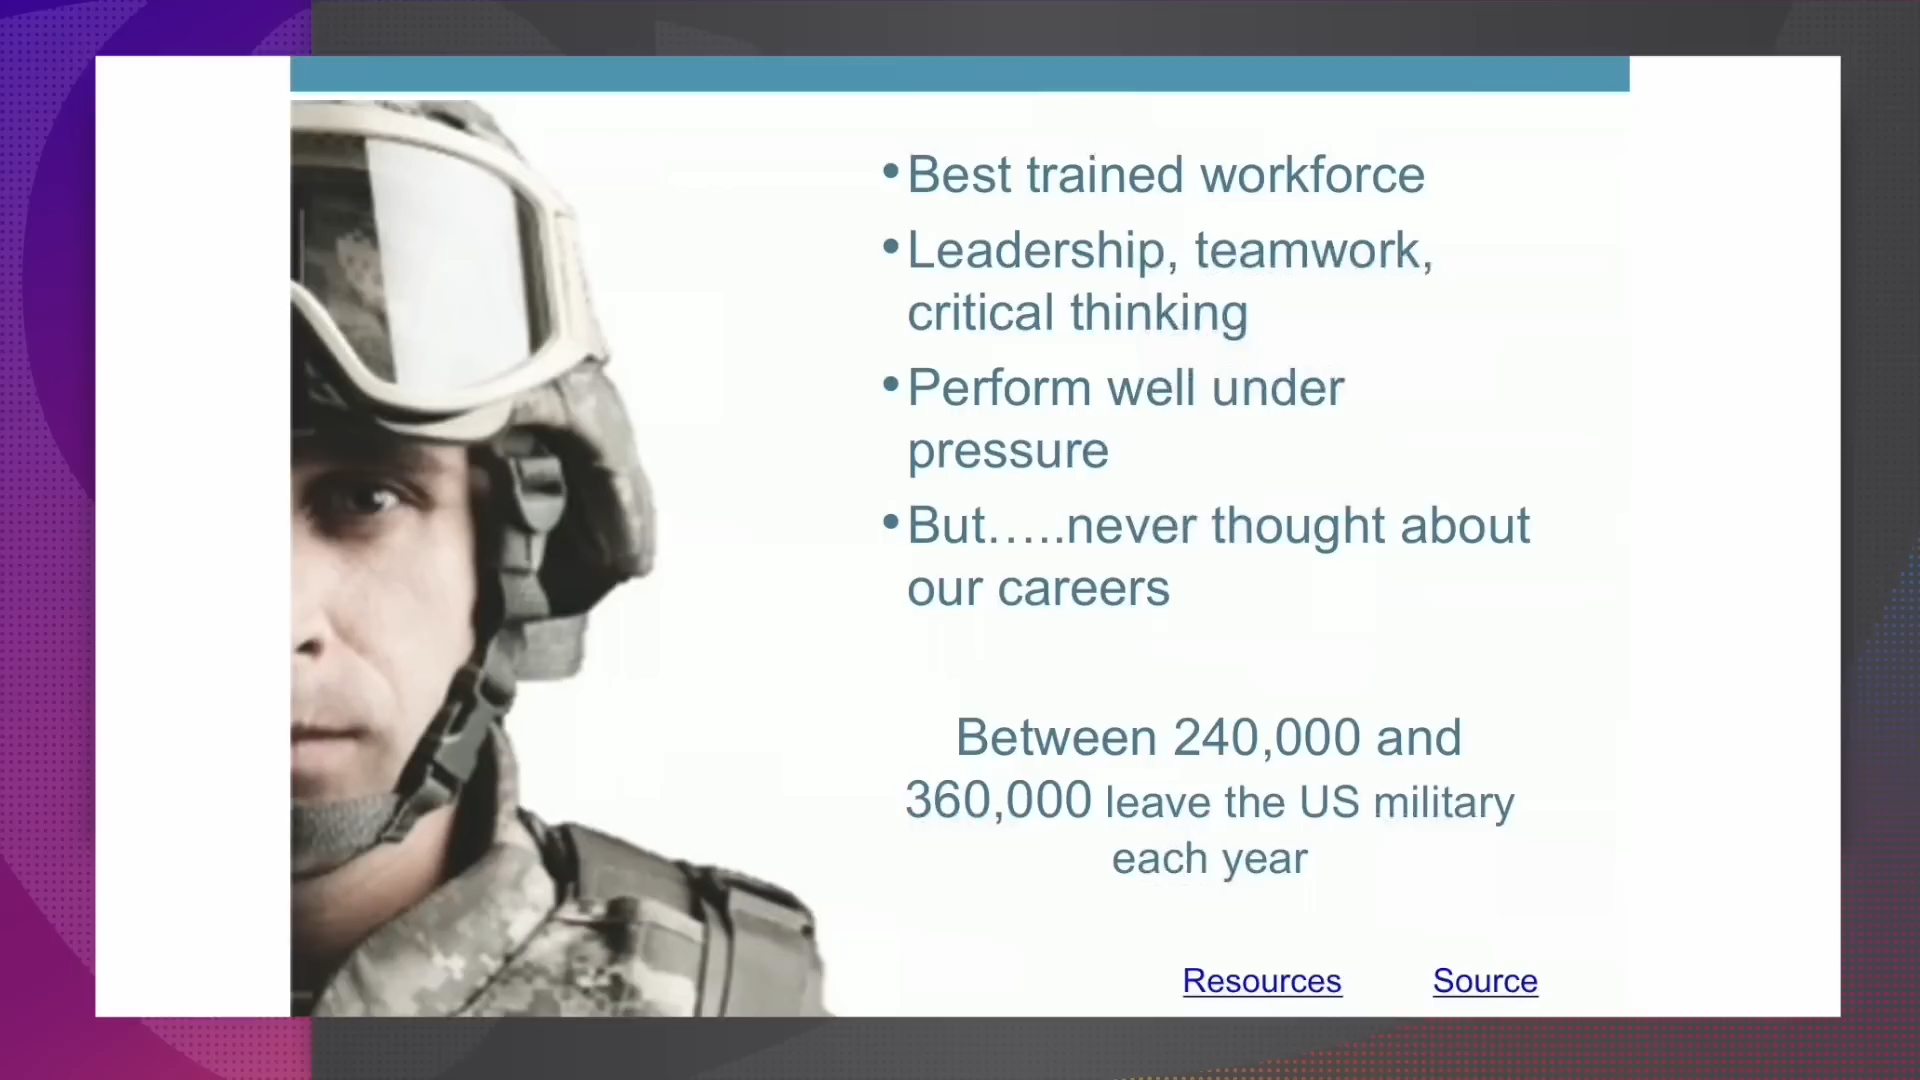 •Best trained workforce
•Leadership, teamwork,
critical thinking
•Perform well under
pressure
•But…..never thought about
our careers
Between 240,000 and
360,000 leave the US military
each year
Resources Source